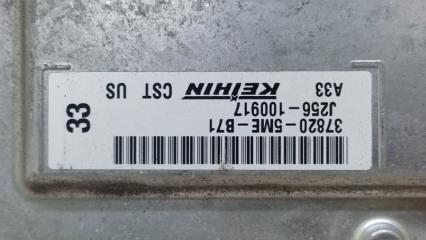 37820-5ME-B71
J256-100917
A33 KEIHIN CST US
33